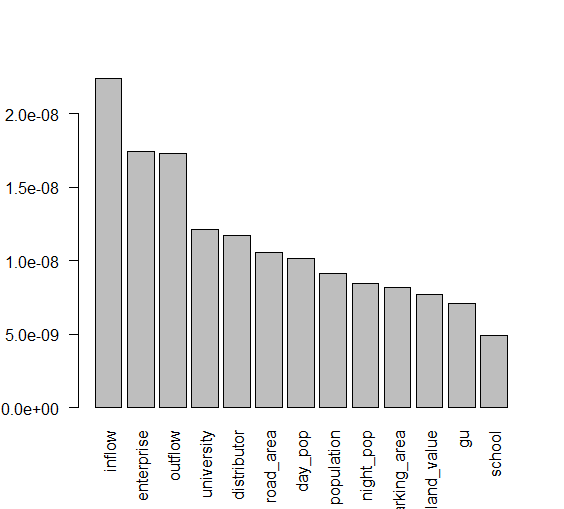 2.0e-08
1.5e-08
1.0e-08
5.0e-09
0.0e+00
inflow
enterprise
outflow
university
distributor
road_area
day_pop
population
night_pop
arking_area
land_value
gu
school